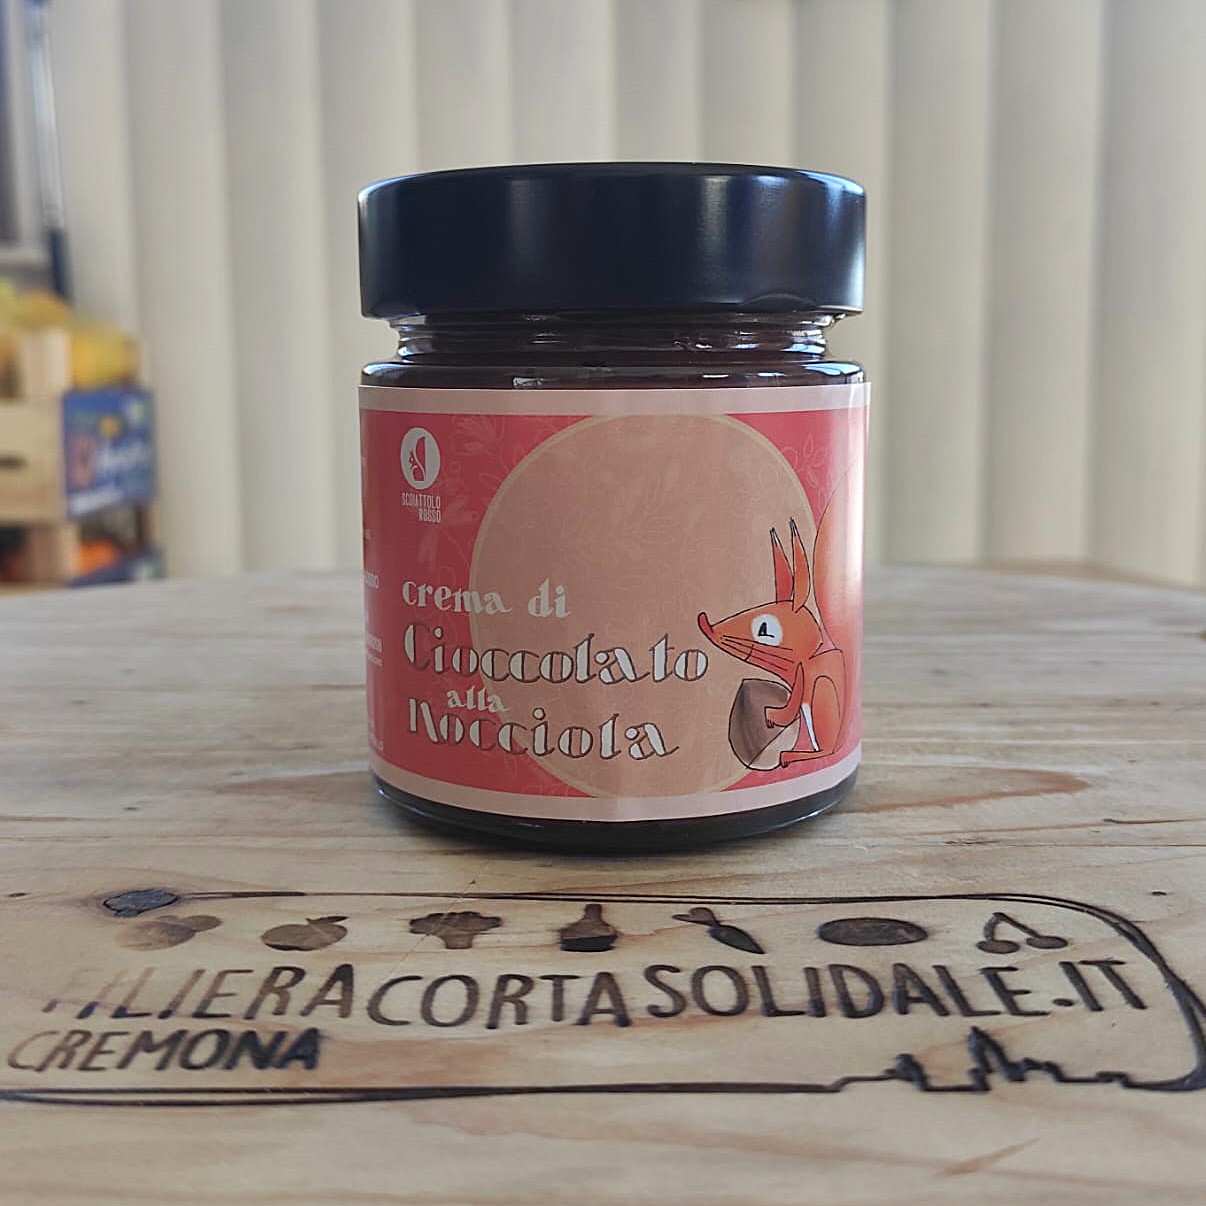 SCOIATTOLO
ROSSO
crema di
Cioccolato
alla
Nocciola
FILIERACORTASOLIDALE.IT
CREMONA